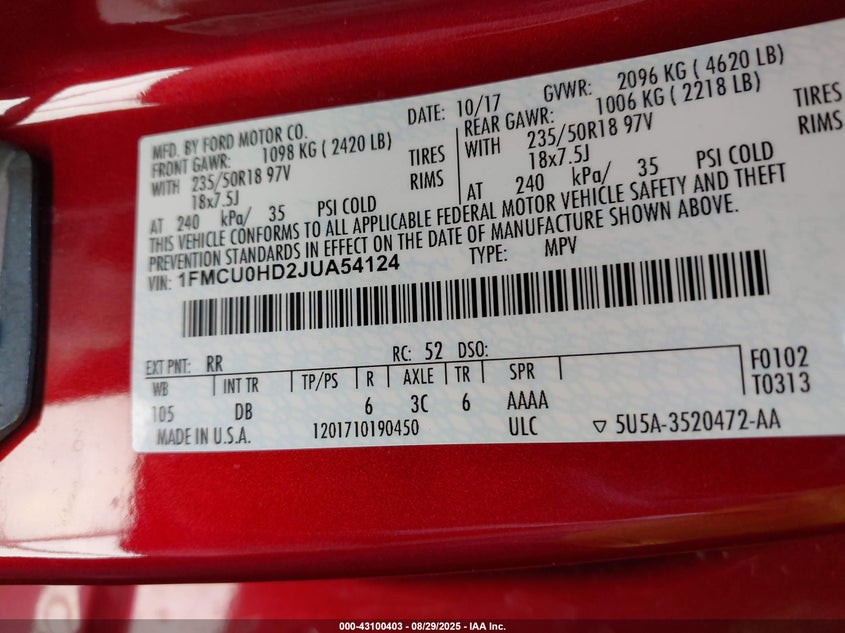 MFD. BY FORD MOTOR CO.
DATE: 10/17
GVWR: 2096 KG ( 4620 LB)
FRONT GAWR: 1098 KG ( 2420 LB)
REAR GAWR: 1006 KG ( 2218 LB)
WITH 235/50R18 97V TIRES
WITH 235/50R18 97V TIRES
18x7.5J RIMS
18x7.5J RIMS
AT 240 kPa/ 35 PSI COLD
AT 240 kPa/ 35 PSI COLD
THIS VEHICLE CONFORMS TO ALL APPLICABLE FEDERAL MOTOR VEHICLE SAFETY AND THEFT
PREVENTION STANDARDS IN EFFECT ON THE DATE OF MANUFACTURE SHOWN ABOVE.
VIN: 1FMCU0HD2JUA54124
TYPE: MPV
EXT PNT: RR RC: 52 DSO:
WB INT TR TP/PS R AXLE TR SPR
105 DB 6 3C 6 AAAA
F0102
T0313
MADE IN U.S.A. 1201710190450 ULC ▽ 5U5A-3520472-AA
000-43100403 - 08/29/2025 - IAA Inc.